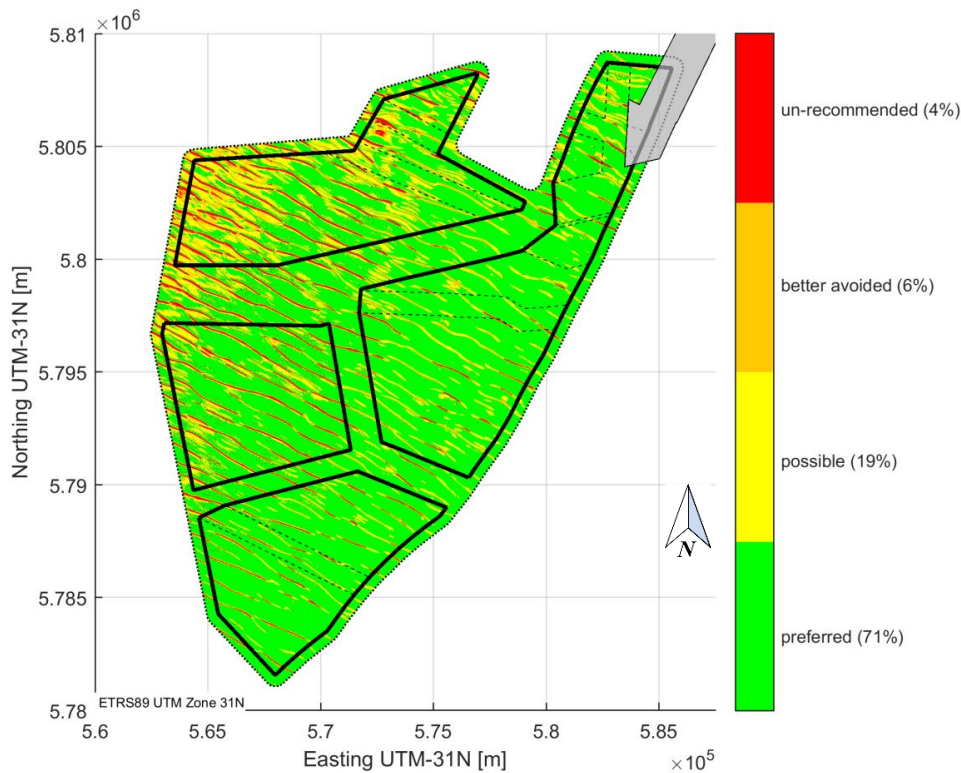 × 10⁶
5.81
5.805
5.8
5.795
5.79
5.785
5.78
Northing UTM-31N [m]
ETRS89 UTM Zone 31N
5.6
5.65
5.7
5.75
5.8
5.85
Easting UTM-31N [m]
×10⁵
N
un-recommended (4%)
better avoided (6%)
possible (19%)
preferred (71%)